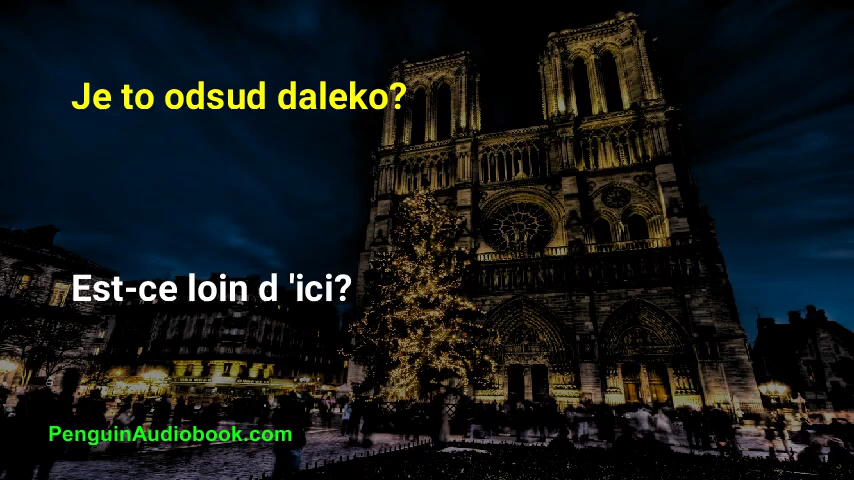 Je to odsud daleko?
Est-ce loin d 'ici?
PenguinAudiobook.com